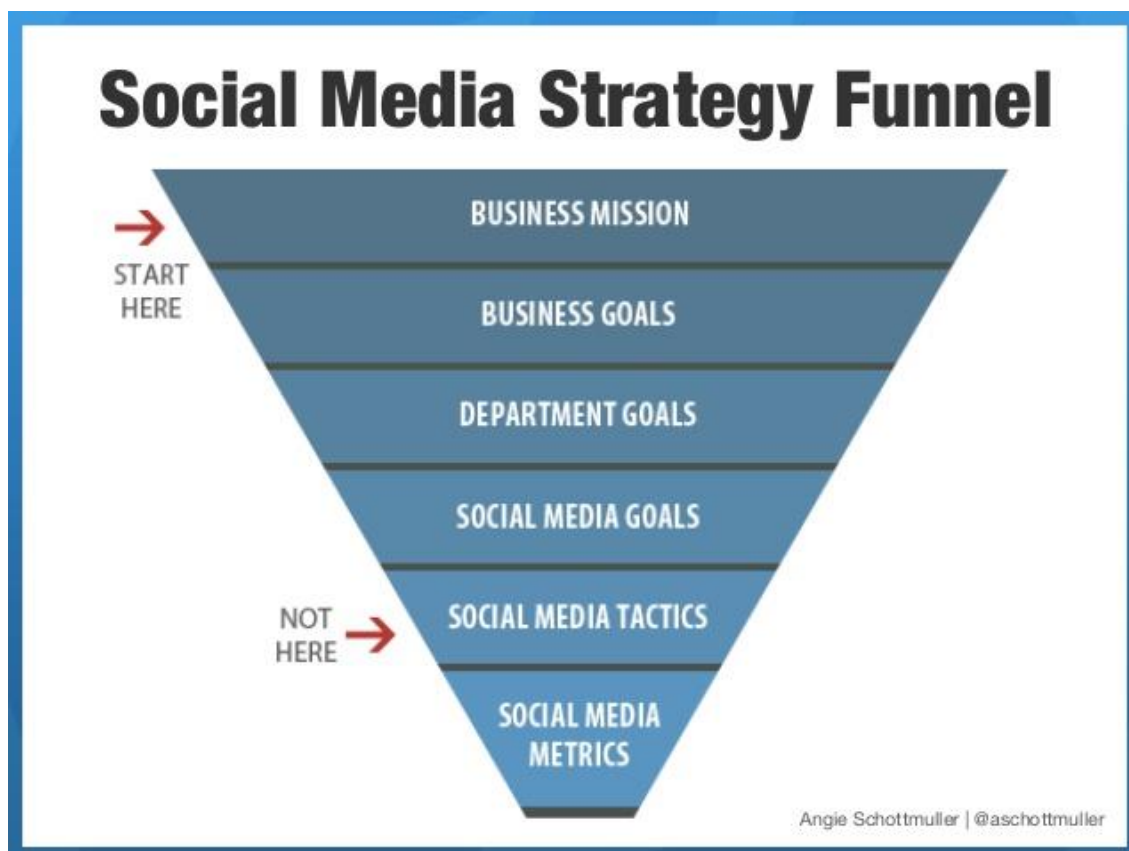 Social Media Strategy Funnel
BUSINESS MISSION
START
HERE
BUSINESS GOALS
DEPARTMENT GOALS
SOCIAL MEDIA GOALS
NOT
HERE
SOCIAL MEDIA TACTICS
SOCIAL MEDIA
METRICS
Angie Schottmuller | @aschottmuller